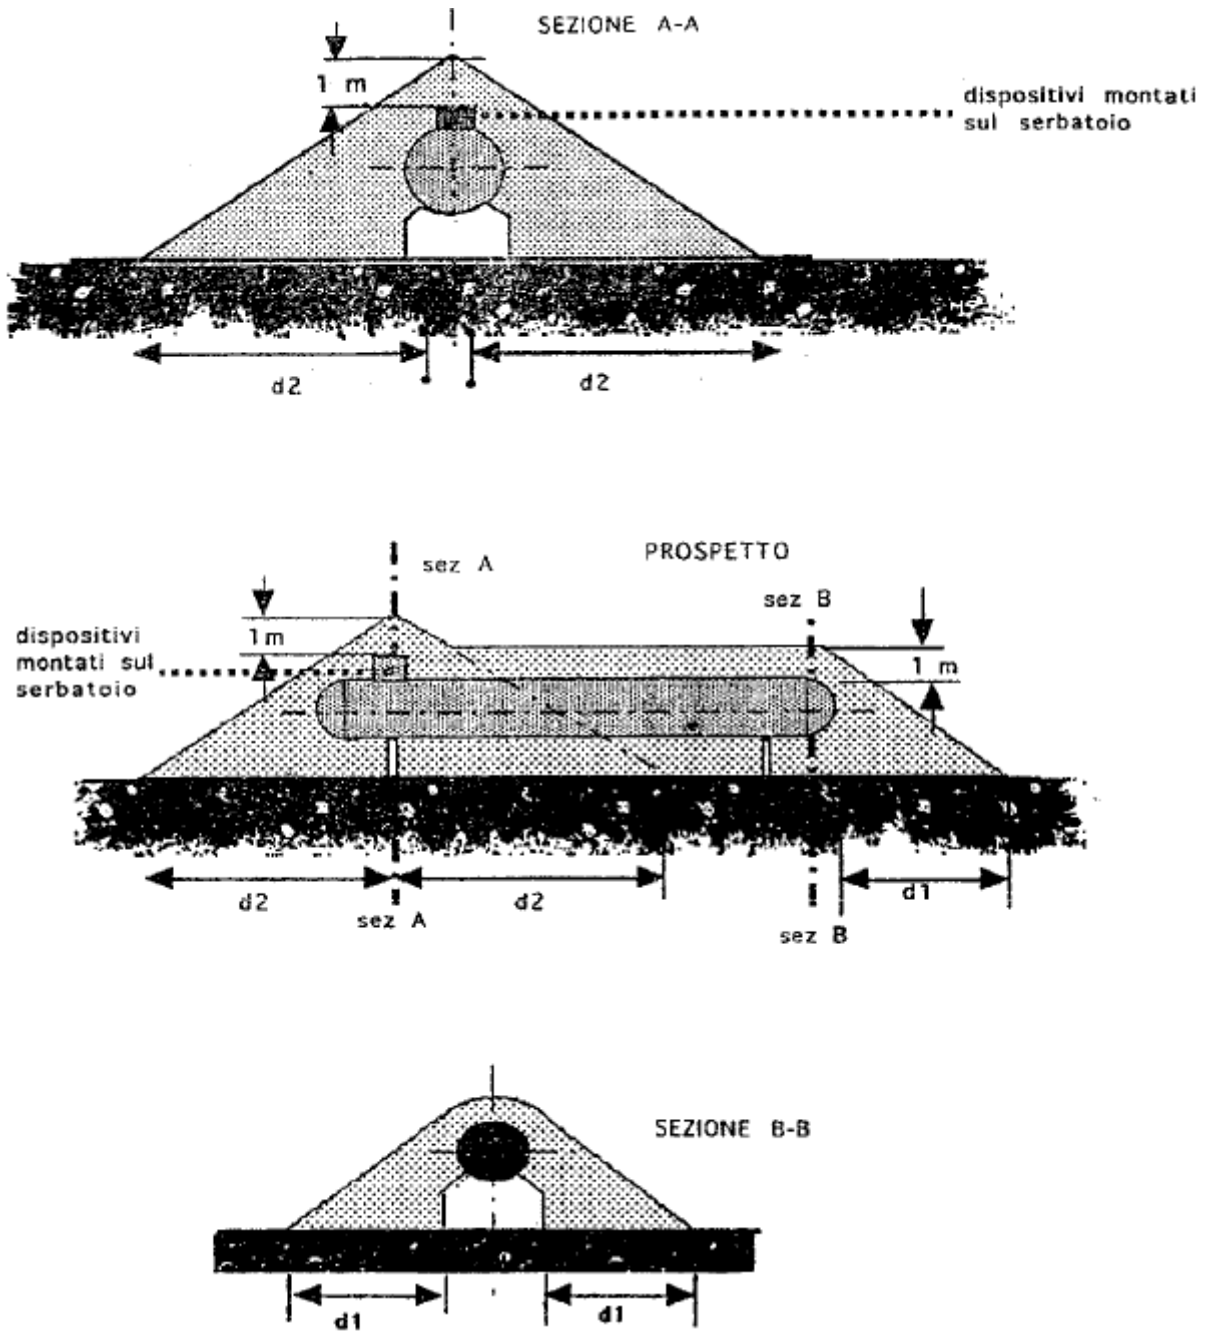 SEZIONE A-A
1 m
dispositivi montati
sul serbatoio
d2
d2
PROSPETTO
sez A
sez B
1m
dispositivi
montati sul
serbatoio
1 m
d2
sez A
d2
sez B
d1
SEZIONE B-B
d1
d1